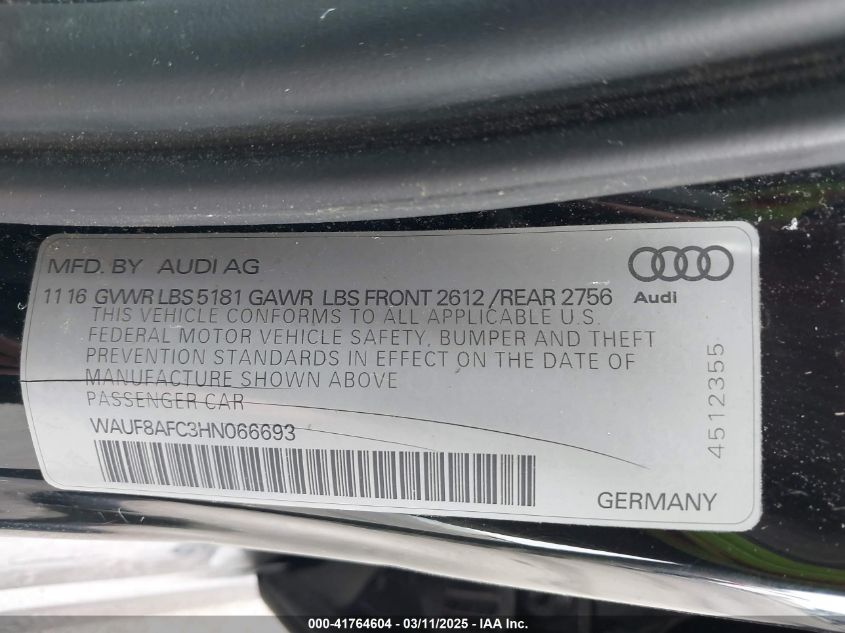 MFD. BY AUDI AG
11 16 GVWR LBS 5181 GAWR LBS FRONT 2612 /REAR 2756
Audi
THIS VEHICLE CONFORMS TO ALL APPLICABLE U.S.
FEDERAL MOTOR VEHICLE SAFETY, BUMPER AND THEFT
PREVENTION STANDARDS IN EFFECT ON THE DATE OF
MANUFACTURE SHOWN ABOVE
PASSENGER CAR
WAUF8AFC3HN066693
4512355
GERMANY
000-41764604 — 03/11/2025 - IAA Inc.